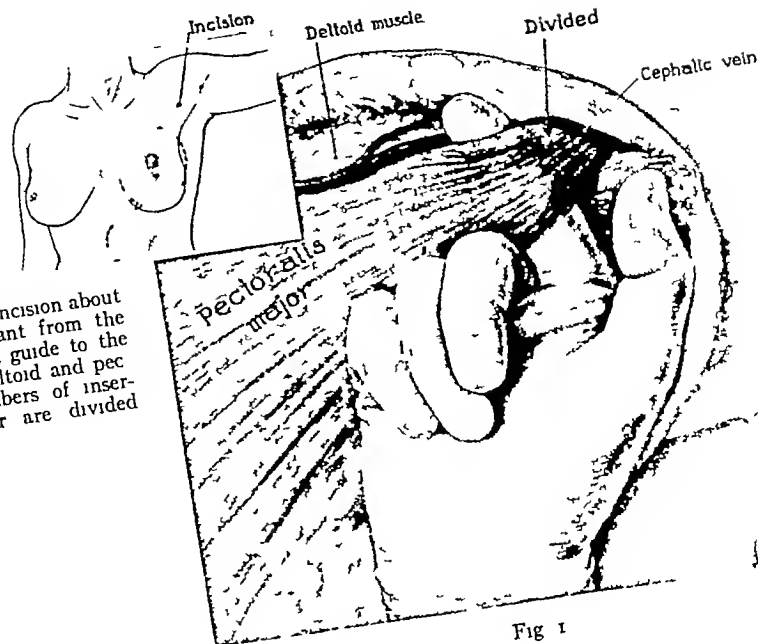 Incision
Deltoid muscle
Divided
Cephalic vein
Pectoralis
major
incision about
ant from the
guide to the
ltoid and pec
bers of inser-
r are divided
Fig 1